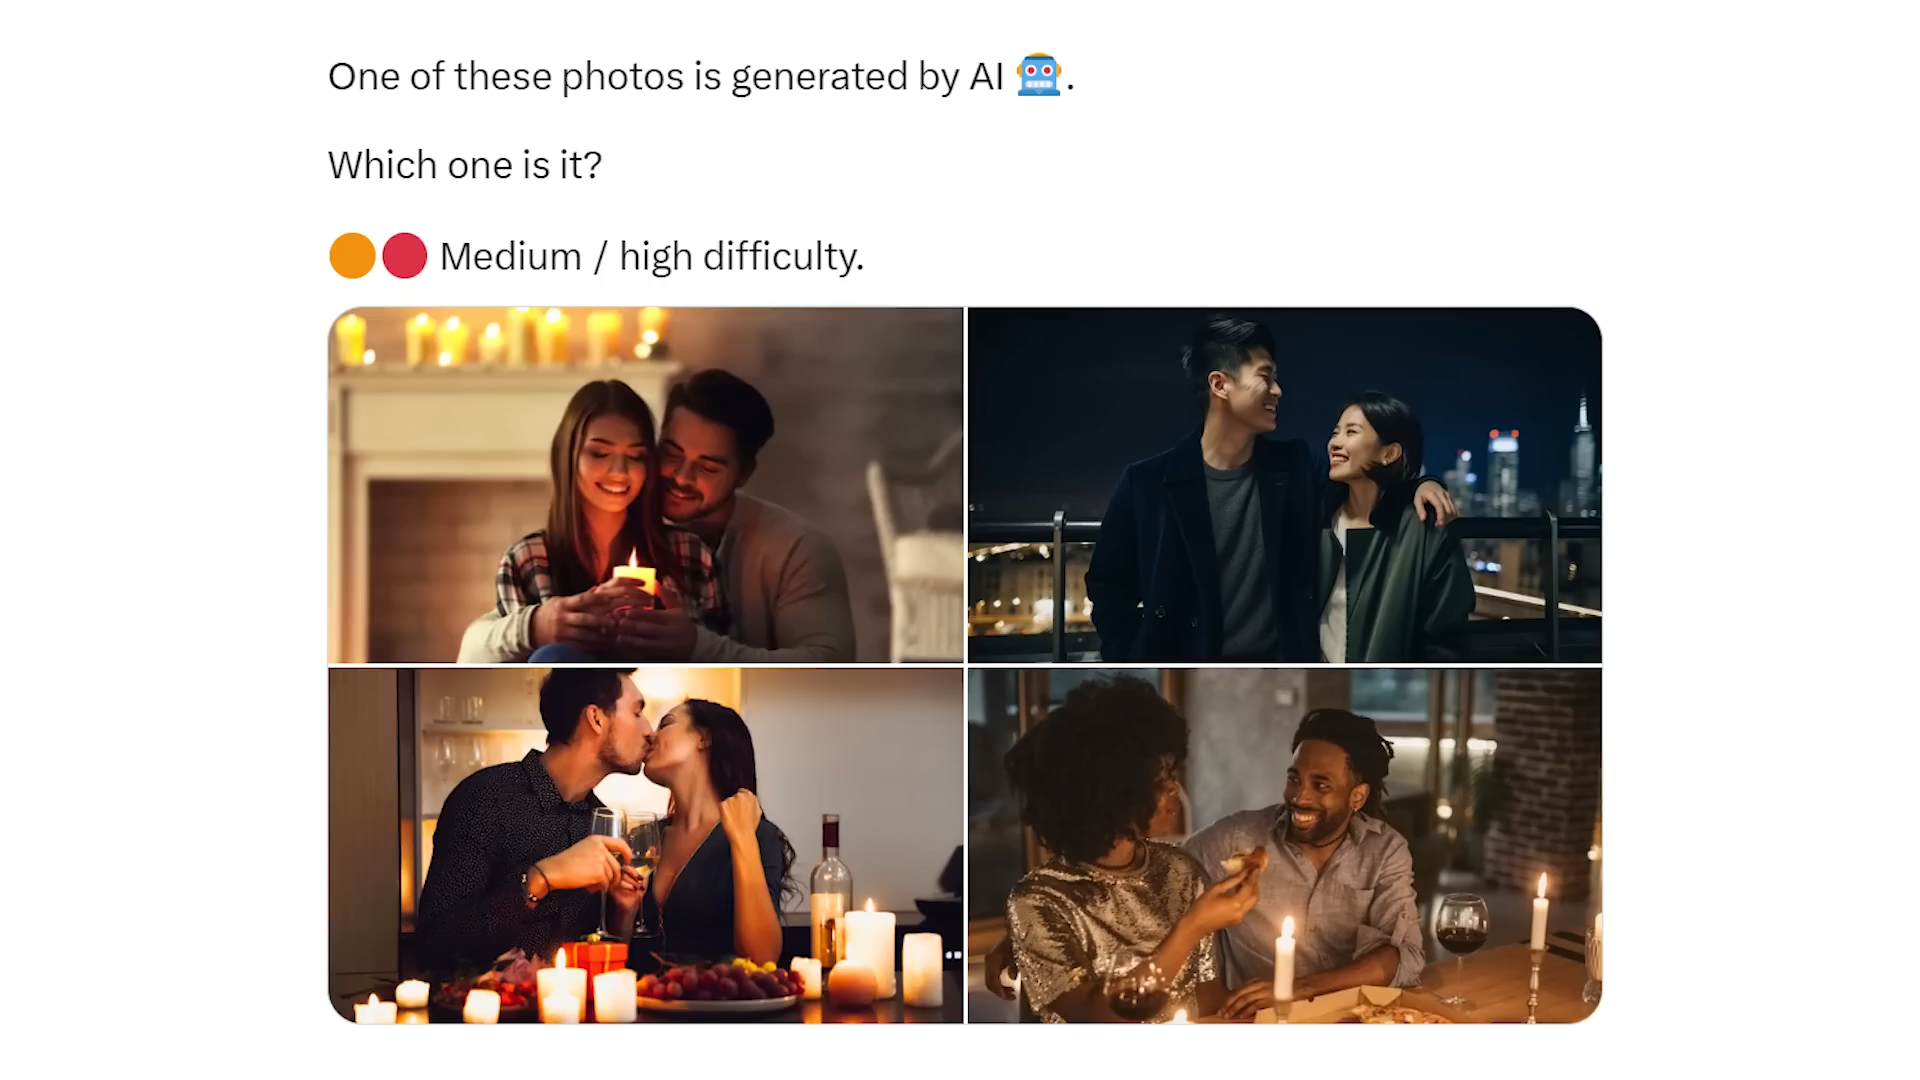 One of these photos is generated by AI 🤖.
Which one is it?
🟠🔴 Medium / high difficulty.